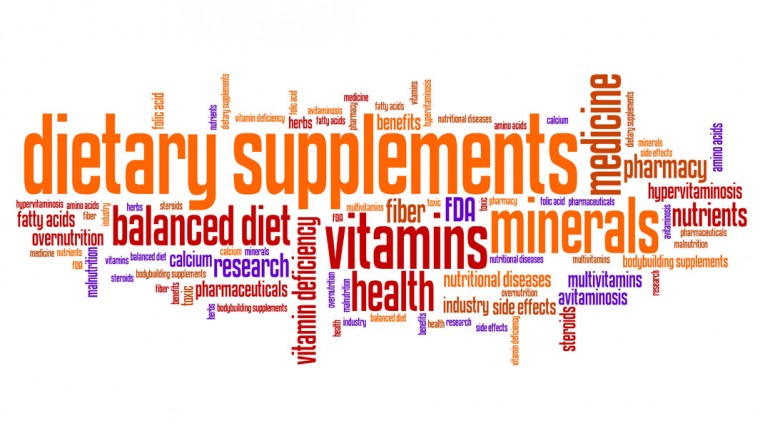 folic acid
nutrients
dietary supplements
vitamin deficiency
folic acid
herbs
avitaminosis
medicine
pharmacy
fatty acids
benefits
vitamins
hypervitaminosis
nutritional diseases
amino acids
calcium
medicine
dietary supplements
minerals
side effects
pharmacy
amino acids
dietary supplements
hypervitaminosis
hypervitaminosis
amino acids
fatty acids
fiber
industry
overnutrition
medicine
nutrients
FDA
malnutrition
herbs
steroids
balanced diet
vitamins
balanced diet
steroids
calcium
bodybuilding supplements
calcium
minerals
research
fiber
benefits
toxic
pharmaceuticals
herbs
bodybuilding supplements
vitamin deficiency
FDA
multivitamins
toxic
fiber
FDA
toxic
pharmacy
folic acid
pharmaceuticals
vitamins
minerals
avitaminosis
nutrients
pharmaceuticals
malnutrition
nutritional diseases
multivitamins
bodybuilding supplements
research
overnutrition
malnutrition
health
nutritional diseases
overnutrition
multivitamins
avitaminosis
industry
side effects
steroids
health
industry
balanced diet
benefits
health
research
side effects
vitamin deficiency